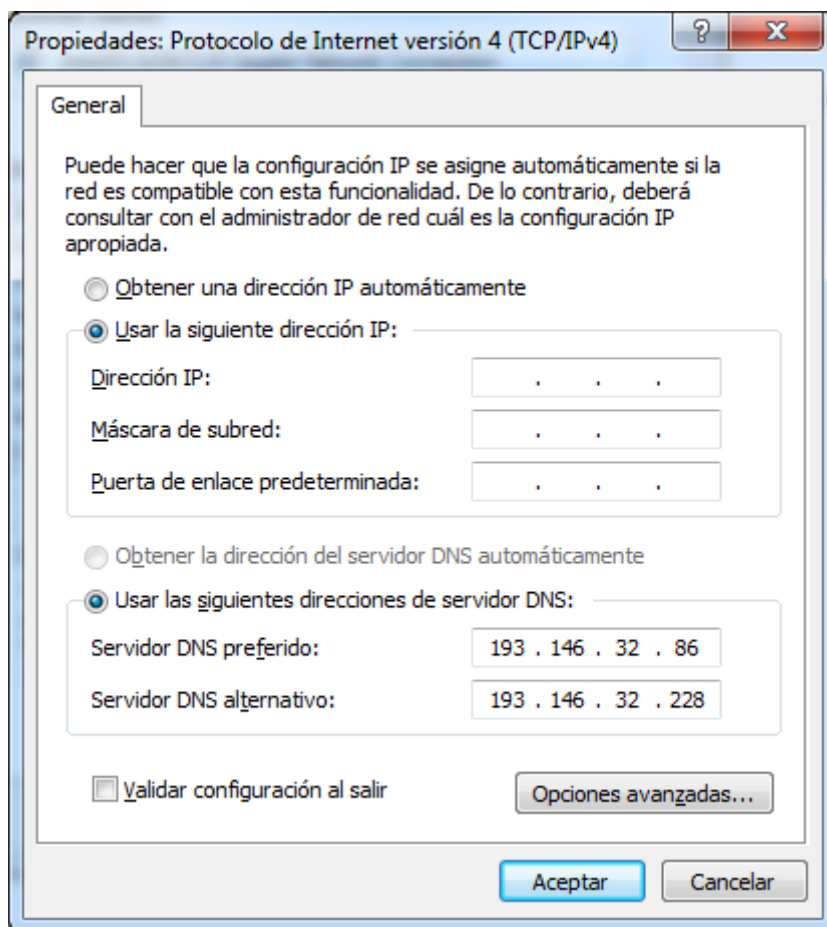 Propiedades: Protocolo de Internet versión 4 (TCP/IPv4)
General
Puede hacer que la configuración IP se asigne automáticamente si la
red es compatible con esta funcionalidad. De lo contrario, deberá
consultar con el administrador de red cuál es la configuración IP
apropiada.
Obtener una dirección IP automáticamente
Usar la siguiente dirección IP:
Dirección IP: . . .
Máscara de subred: . . .
Puerta de enlace predeterminada: . . .
Obtener la dirección del servidor DNS automáticamente
Usar las siguientes direcciones de servidor DNS:
Servidor DNS preferido: 193 . 146 . 32 . 86
Servidor DNS alternativo: 193 . 146 . 32 . 228
Validar configuración al salir Opciones avanzadas...
Aceptar Cancelar